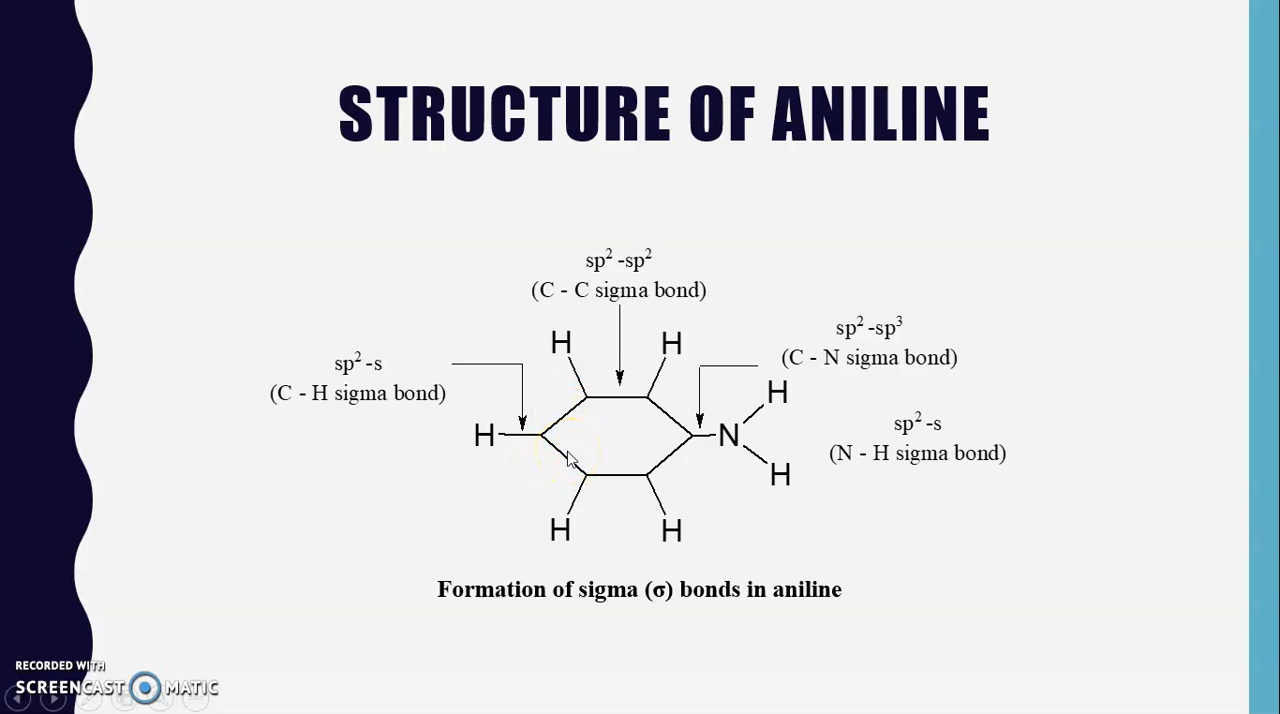 STRUCTURE OF ANILINE
sp² -sp²
(C - C sigma bond)
sp² -sp³
(C - N sigma bond)
sp² -s
(C - H sigma bond)
H H
H
H N
sp² -s
(N - H sigma bond)
H
H H
Formation of sigma (σ) bonds in aniline
RECORDED WITH
SCREENCAST MATIC